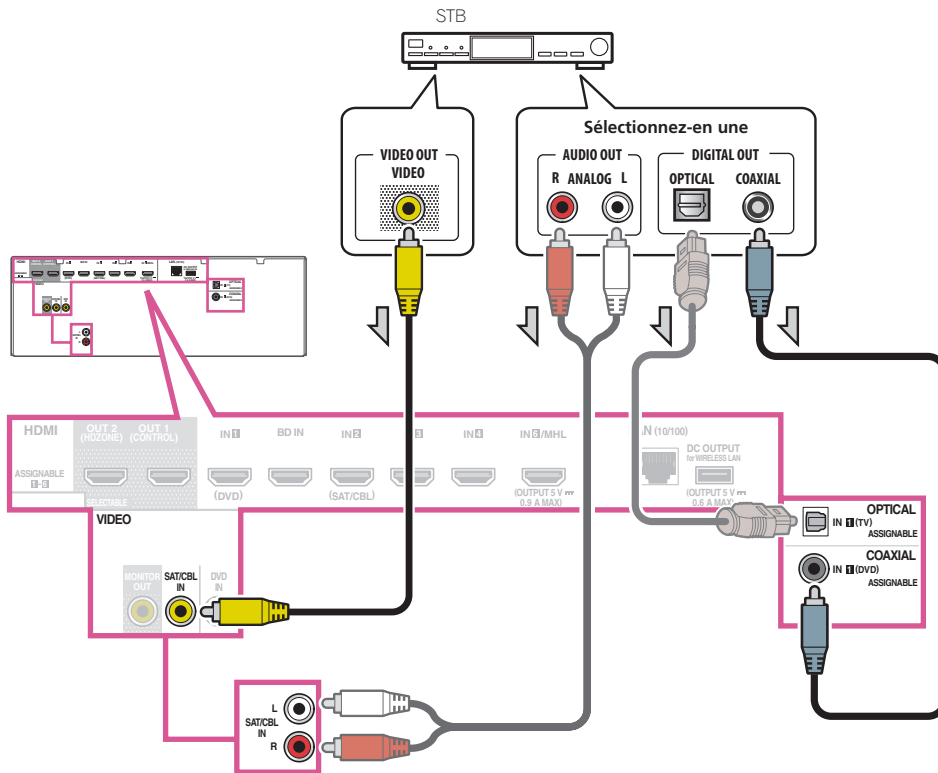 STB
Sélectionnez-en une
VIDEO OUT
VIDEO
AUDIO OUT
R ANALOG L
DIGITAL OUT
OPTICAL
COAXIAL
HDMI
ASSIGNABLE
1-6
OUT 2
(HDZONE)
OUT 1
(CONTROL)
SELECTABLE
IN 1
(DVD)
BD IN
IN 2
(SAT/CBL)
3
IN 4
IN 6/MHL
(OUTPUT 5 V
0.9 A MAX)
N (10/100)
DC OUTPUT
for WIRELESS LAN
(OUTPUT 5 V
0.6 A MAX)
OPTICAL
IN 1 (TV)
ASSIGNABLE
COAXIAL
IN 1 (DVD)
ASSIGNABLE
VIDEO
MONITOR
OUT
SAT/CBL
IN
DVD
IN
L
SAT/CBL
IN
R